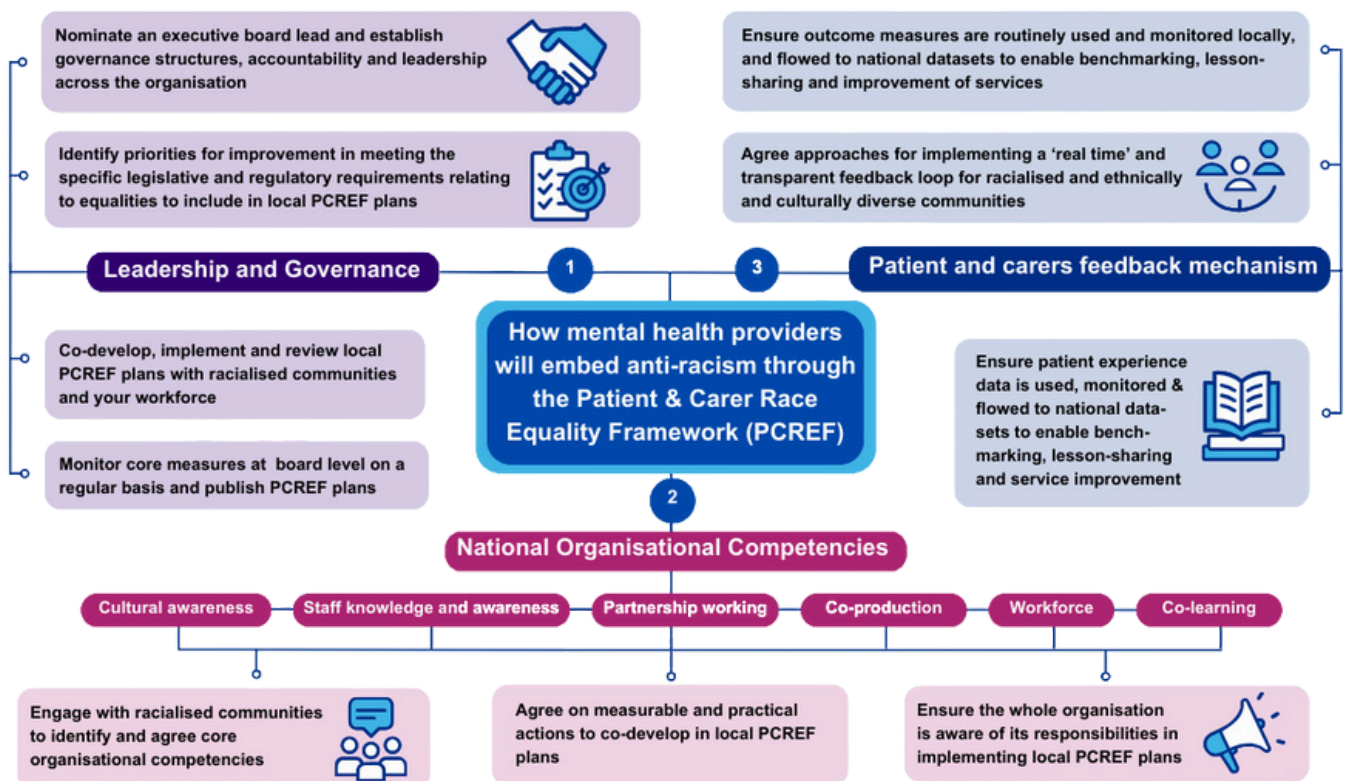 Nominate an executive board lead and establish
governance structures, accountability and leadership
across the organisation
Identify priorities for improvement in meeting the
specific legislative and regulatory requirements relating
to equalities to include in local PCREF plans
Leadership and Governance
1
Co-develop, implement and review local
PCREF plans with racialised communities
and your workforce
Monitor core measures at board level on a
regular basis and publish PCREF plans
Ensure outcome measures are routinely used and monitored locally,
and flowed to national datasets to enable benchmarking, lesson-
sharing and improvement of services
Agree approaches for implementing a ‘real time’ and
transparent feedback loop for racialised and ethnically
and culturally diverse communities
3
Patient and carers feedback mechanism
Ensure patient experience
data is used, monitored &
flowed to national data-
sets to enable bench-
marking, lesson-sharing
and service improvement
How mental health providers
will embed anti-racism through
the Patient & Carer Race
Equality Framework (PCREF)
2
National Organisational Competencies
Cultural awareness
Staff knowledge and awareness
Partnership working
Co-production
Workforce
Co-learning
Engage with racialised communities
to identify and agree core
organisational competencies
Agree on measurable and practical
actions to co-develop in local PCREF
plans
Ensure the whole organisation
is aware of its responsibilities in
implementing local PCREF plans